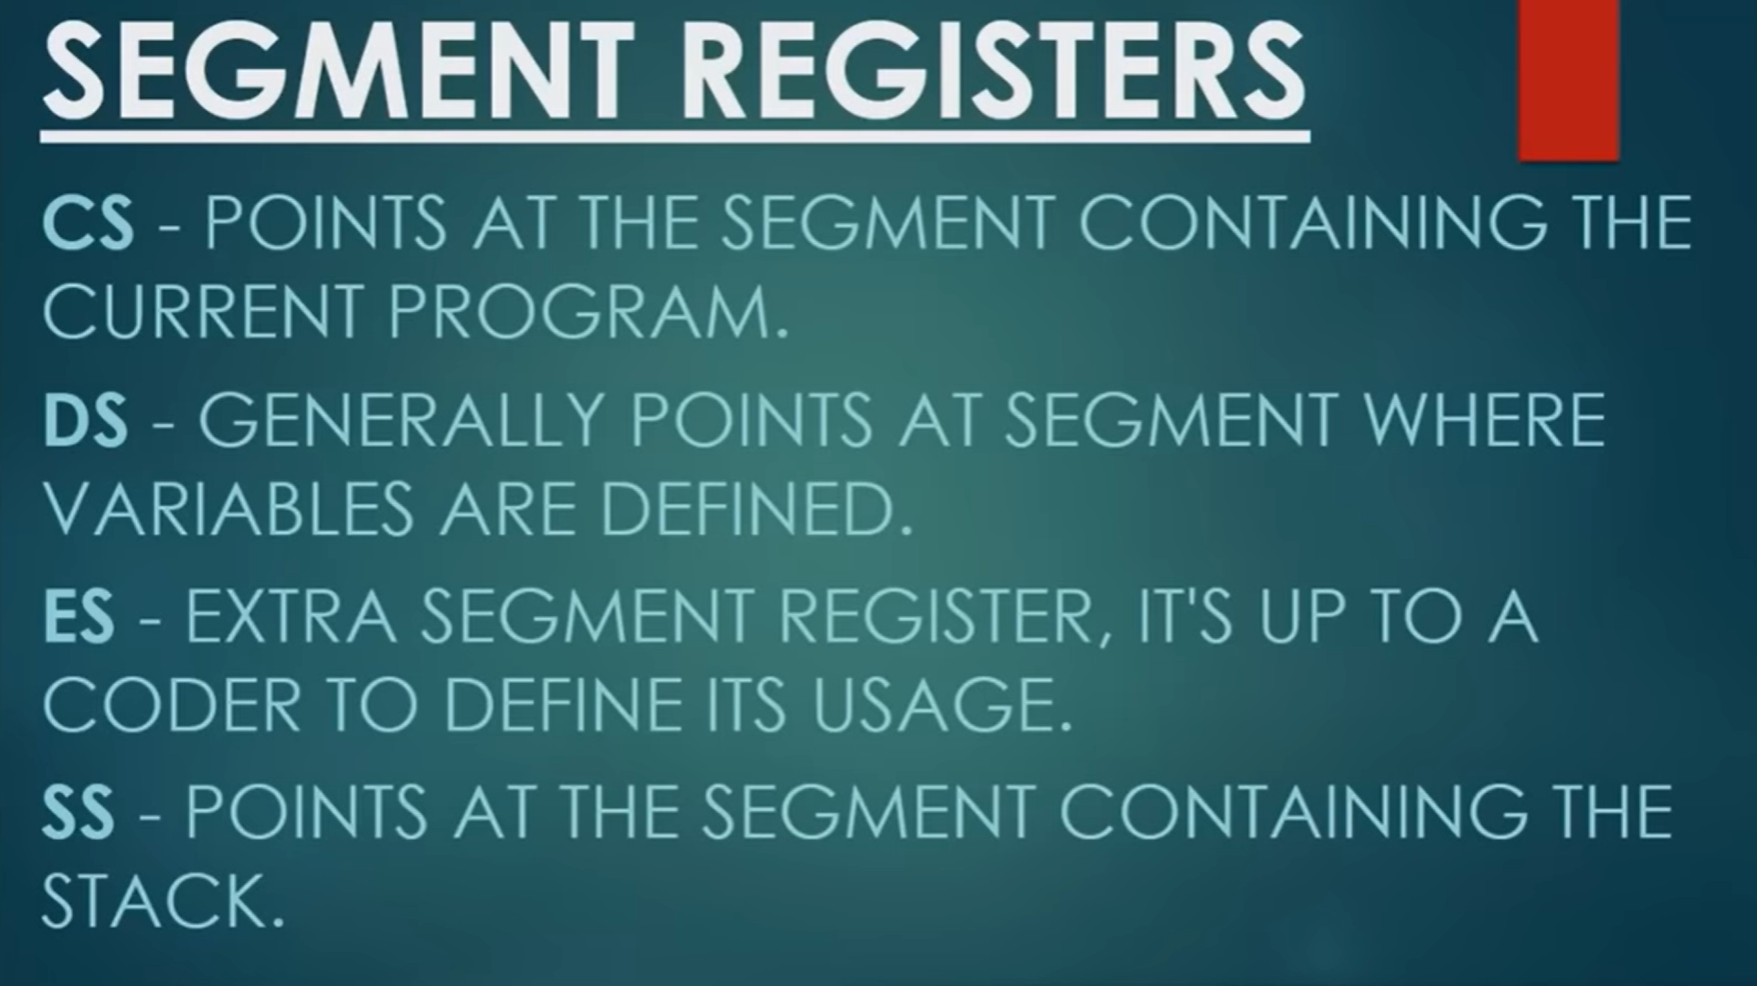 SEGMENT REGISTERS
CS - POINTS AT THE SEGMENT CONTAINING THE
CURRENT PROGRAM.
DS - GENERALLY POINTS AT SEGMENT WHERE
VARIABLES ARE DEFINED.
ES - EXTRA SEGMENT REGISTER, IT'S UP TO A
CODER TO DEFINE ITS USAGE.
SS - POINTS AT THE SEGMENT CONTAINING THE
STACK.